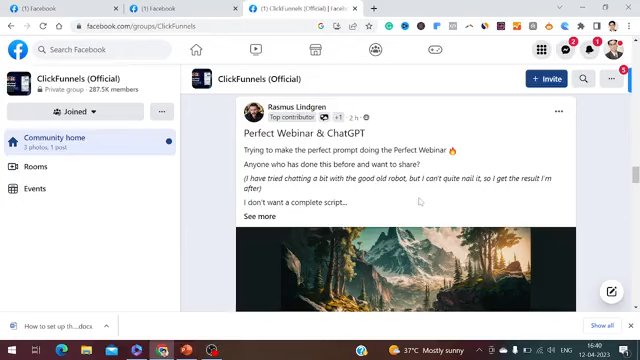 (1) Facebook
(1) Facebook
ClickFunnels (Official) | Facebo
facebook.com/groups/ClickFunnels
Search Facebook
2
1
ClickFunnels (Official)
Private group · 287.5K members
ClickFunnels (Official)
+ Invite
5
Joined
Community home
3 photos, 1 post
Rooms
Events
Rasmus Lindgren
Top contributor
+1
2 h
Perfect Webinar & ChatGPT
Trying to make the perfect prompt doing the Perfect Webinar 🔥
Anyone who has done this before and want to share?
(I have tried chatting a bit with the good old robot, but I can't quite nail it, so I get the result I'm
after)
I don't want a complete script...
See more
How to set up th....docx
Show all
37°C Mostly sunny
ENG
16:40
12-04-2023